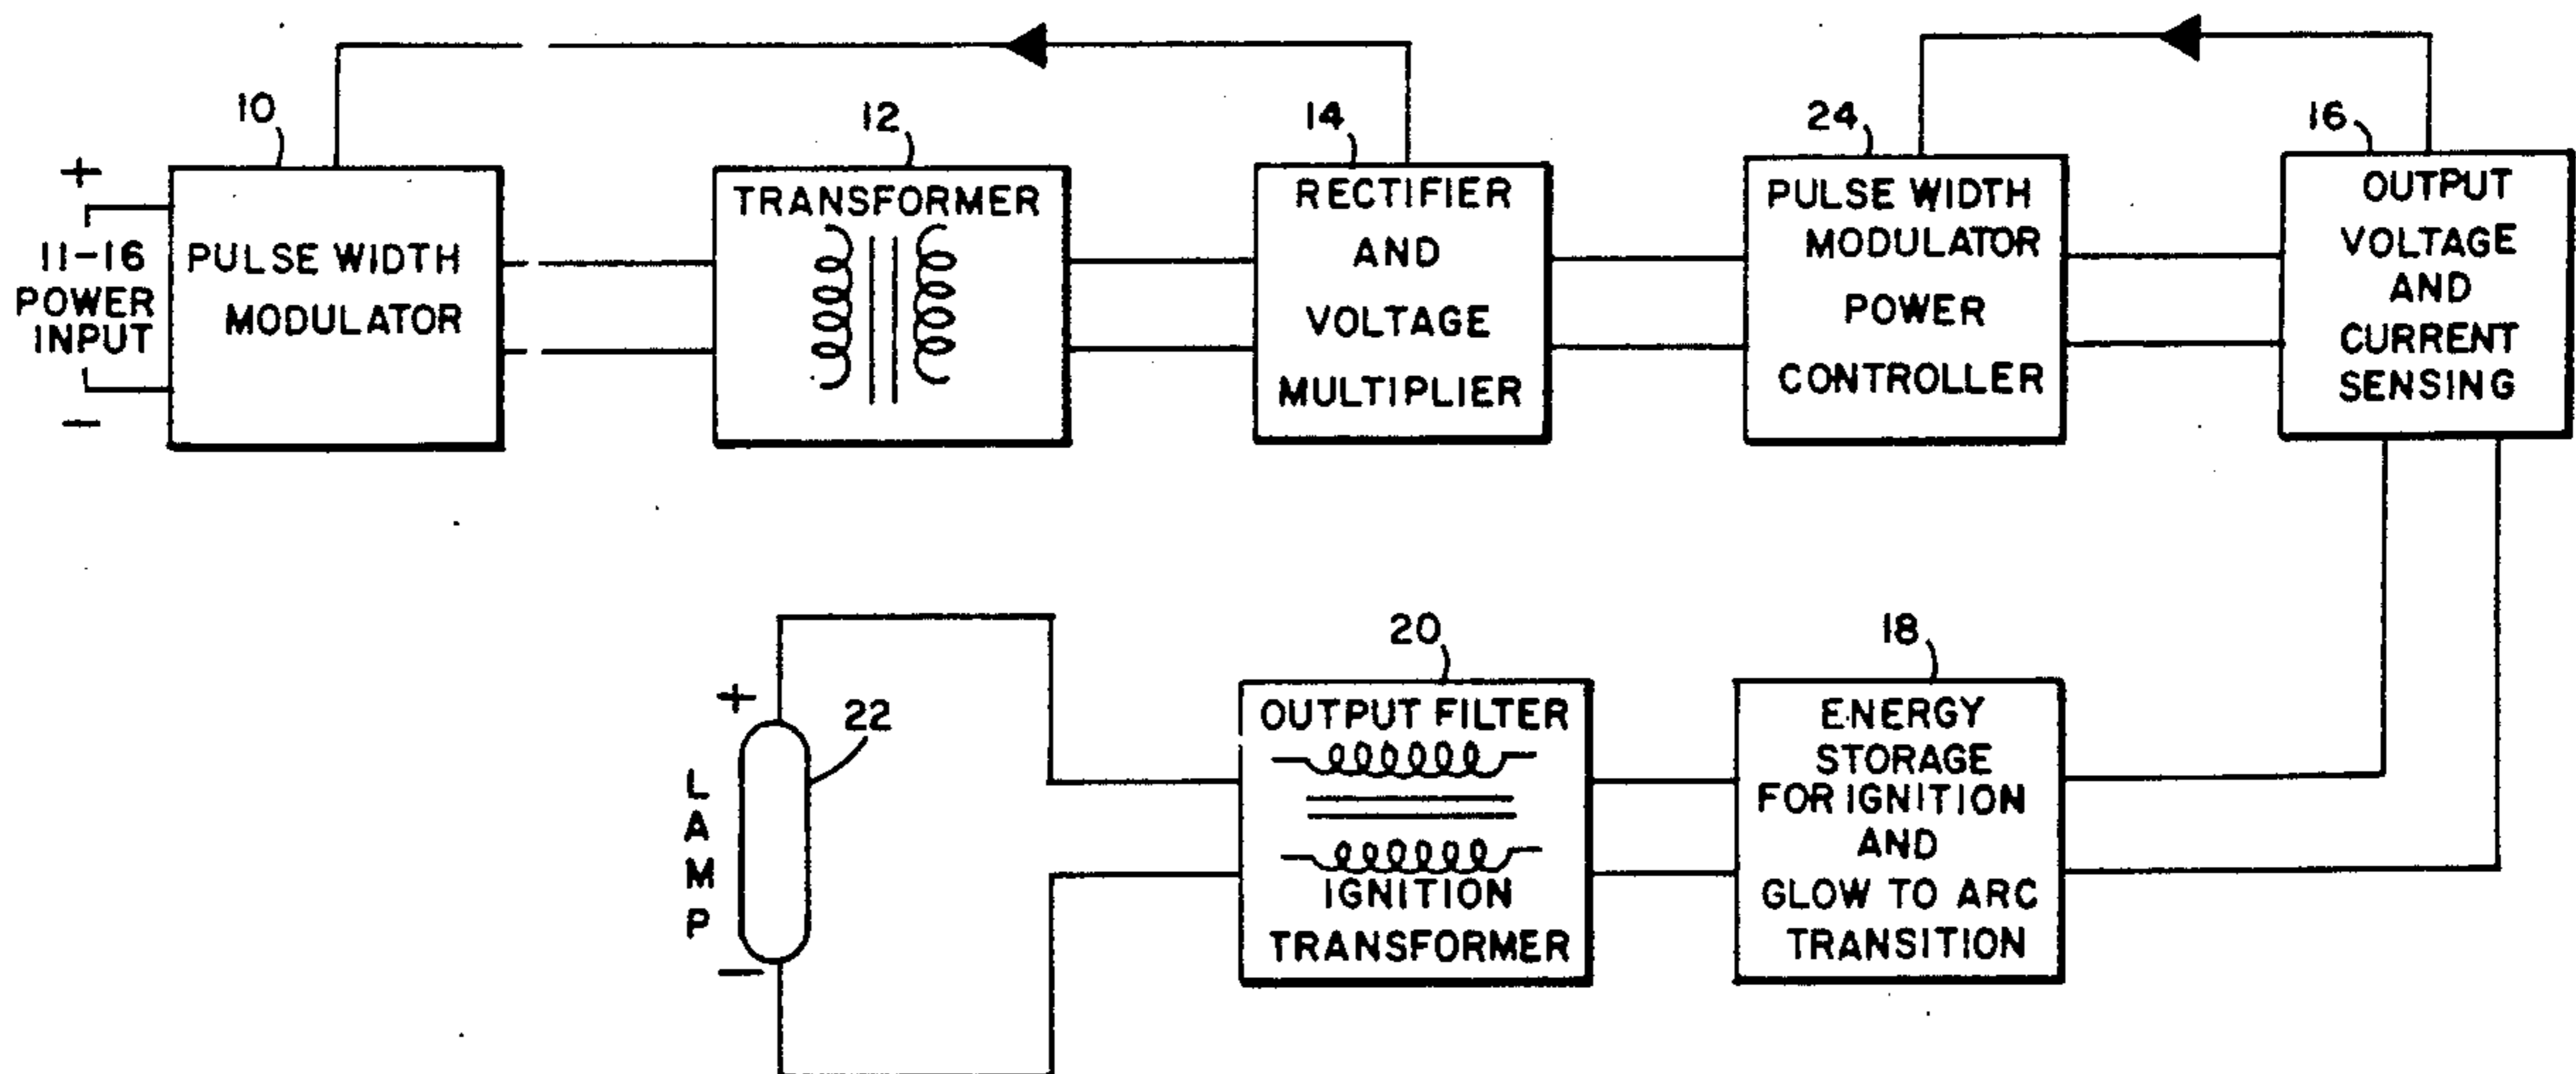 10
12
14
24
16
+
11-16
POWER
INPUT
—
PULSE WIDTH
MODULATOR
TRANSFORMER
RECTIFIER
AND
VOLTAGE
MULTIPLIER
PULSE WIDTH
MODULATOR
POWER
CONTROLLER
OUTPUT
VOLTAGE
AND
CURRENT
SENSING
+
LAMP
—
22
20
OUTPUT FILTER
IGNITION
TRANSFORMER
18
ENERGY
STORAGE
FOR IGNITION
AND
GLOW TO ARC
TRANSITION